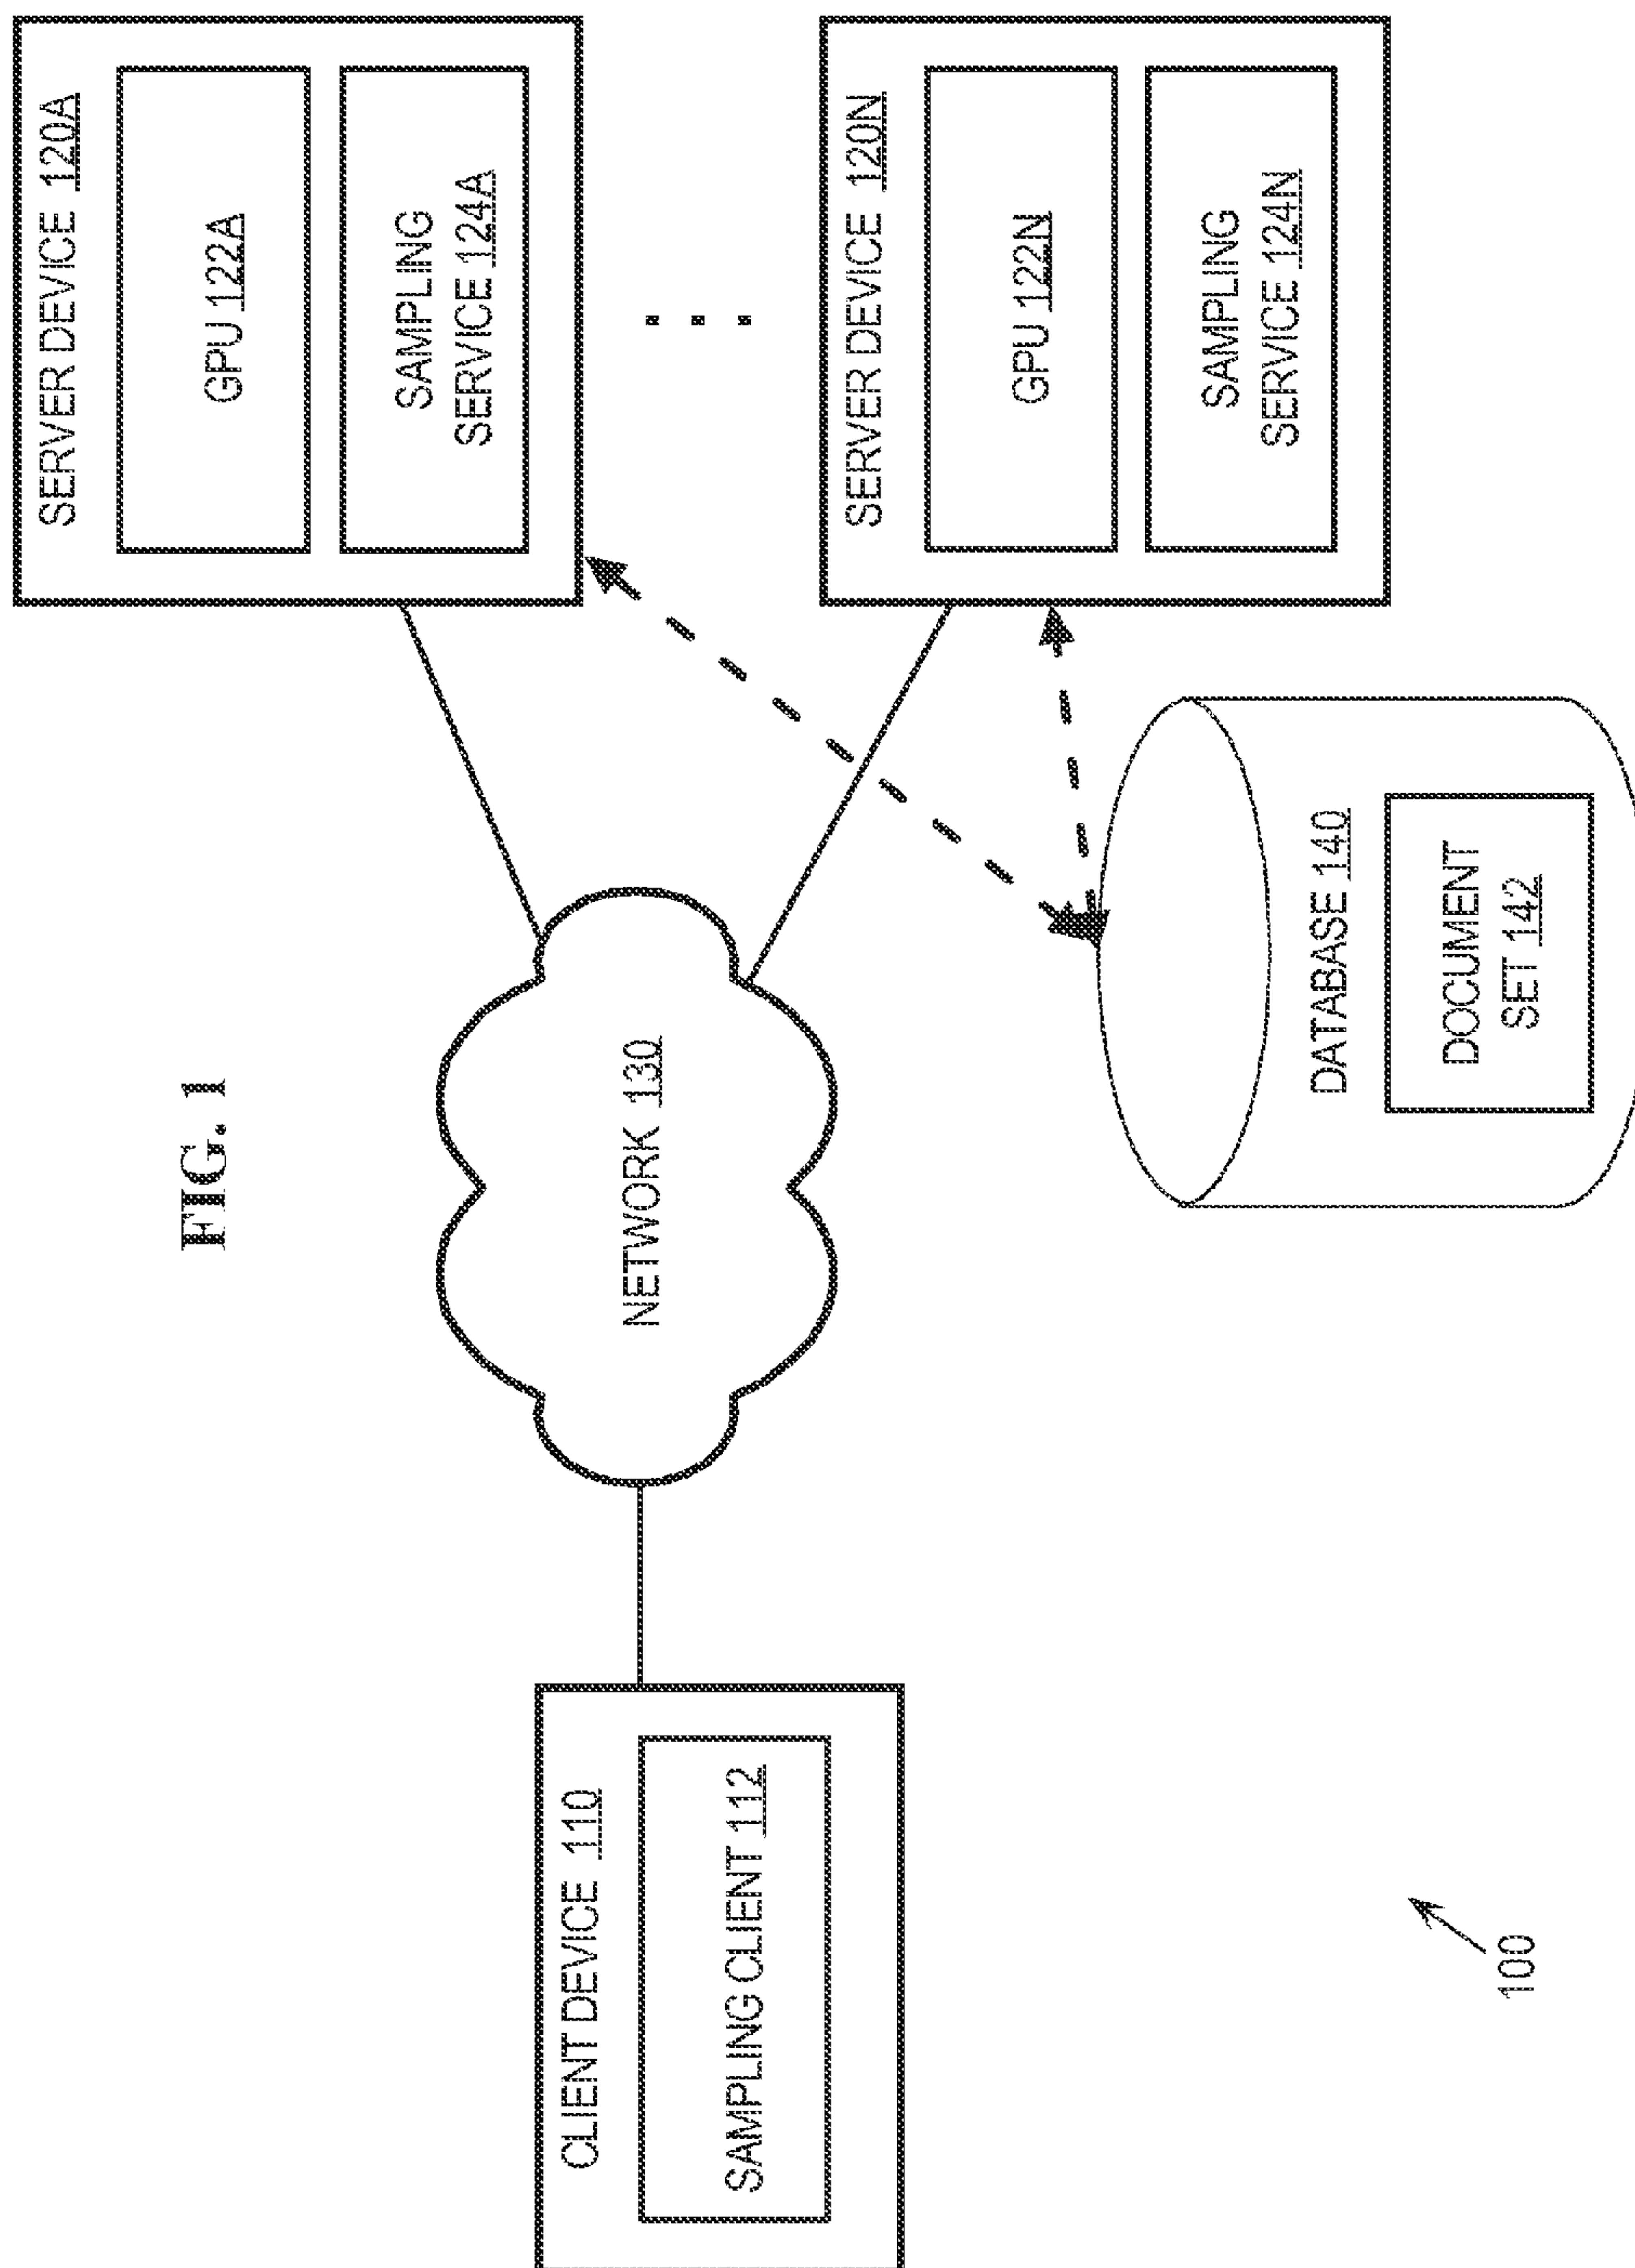 FIG. 1
CLIENT DEVICE 110
SAMPLING CLIENT 112
NETWORK 130
SERVER DEVICE 120A
GPU 122A
SAMPLING
SERVICE 124A
. . .
SERVER DEVICE 120N
GPU 122N
SAMPLING
SERVICE 124N
DATABASE 140
DOCUMENT
SET 142
100